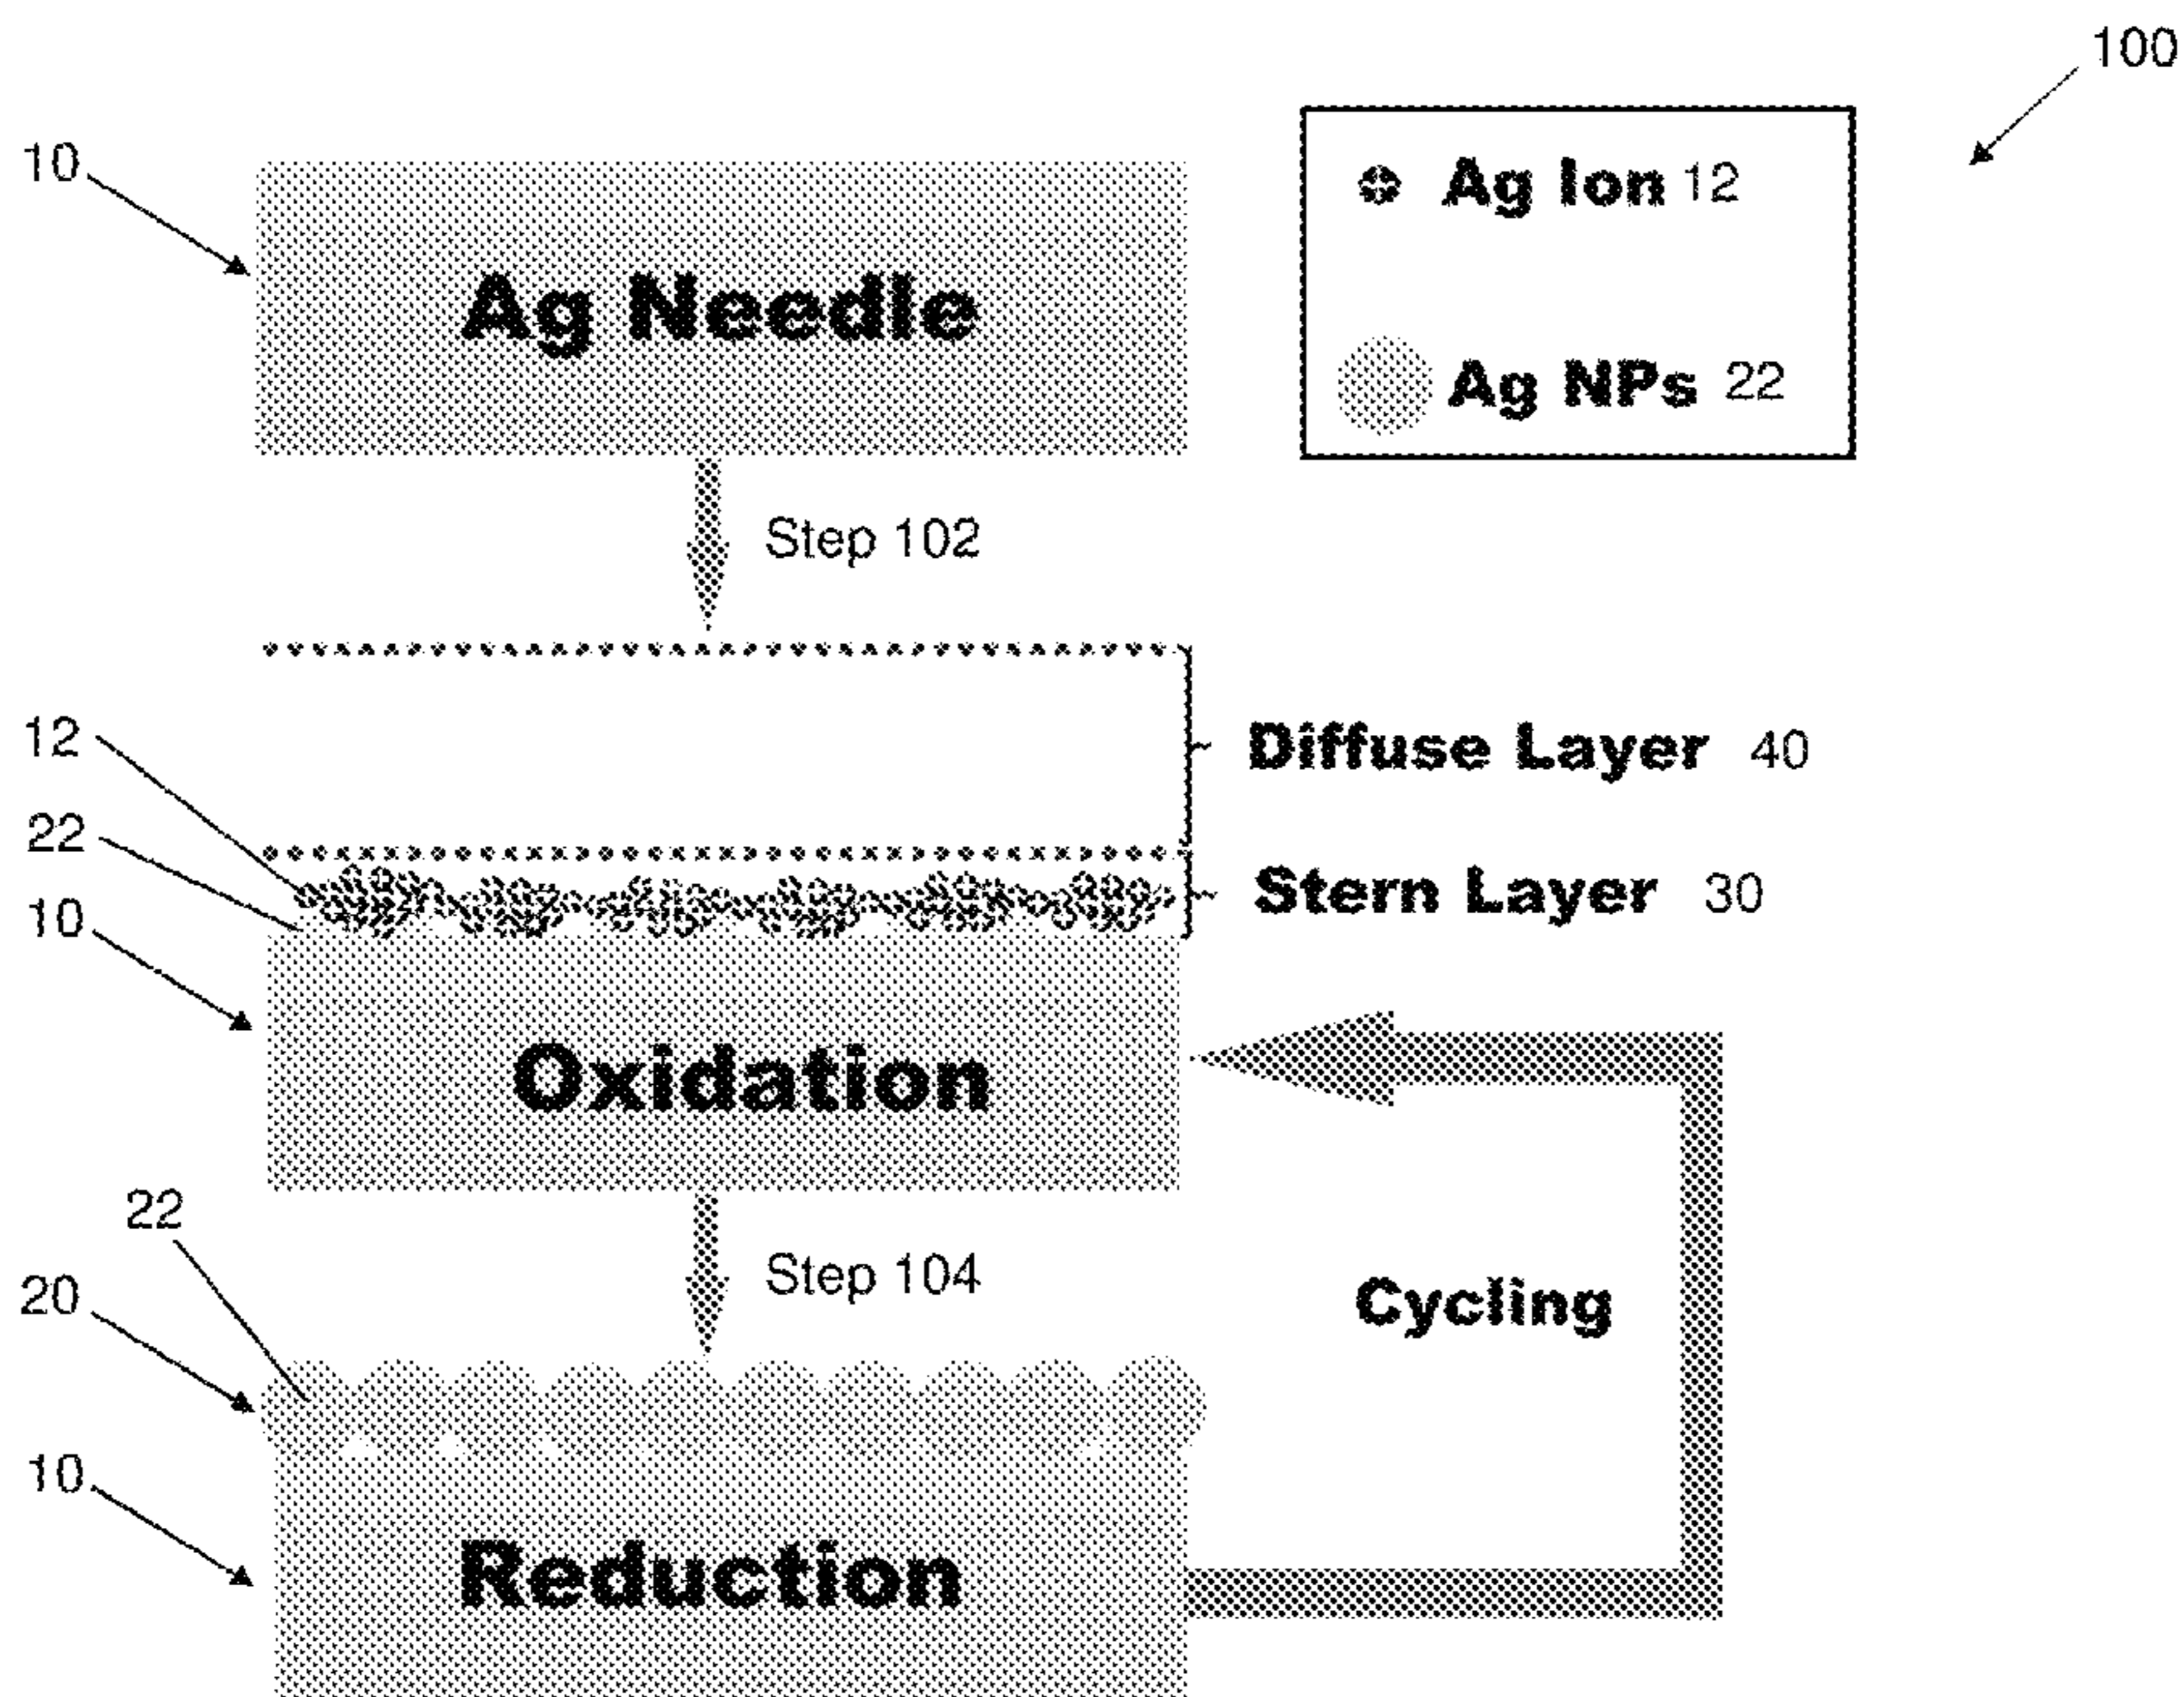 100
10
Ag Needle
Ag Ion 12
Ag NPs 22
Step 102
12
Diffuse Layer 40
22
Stern Layer 30
10
Oxidation
22
Step 104
20
Cycling
10
Reduction